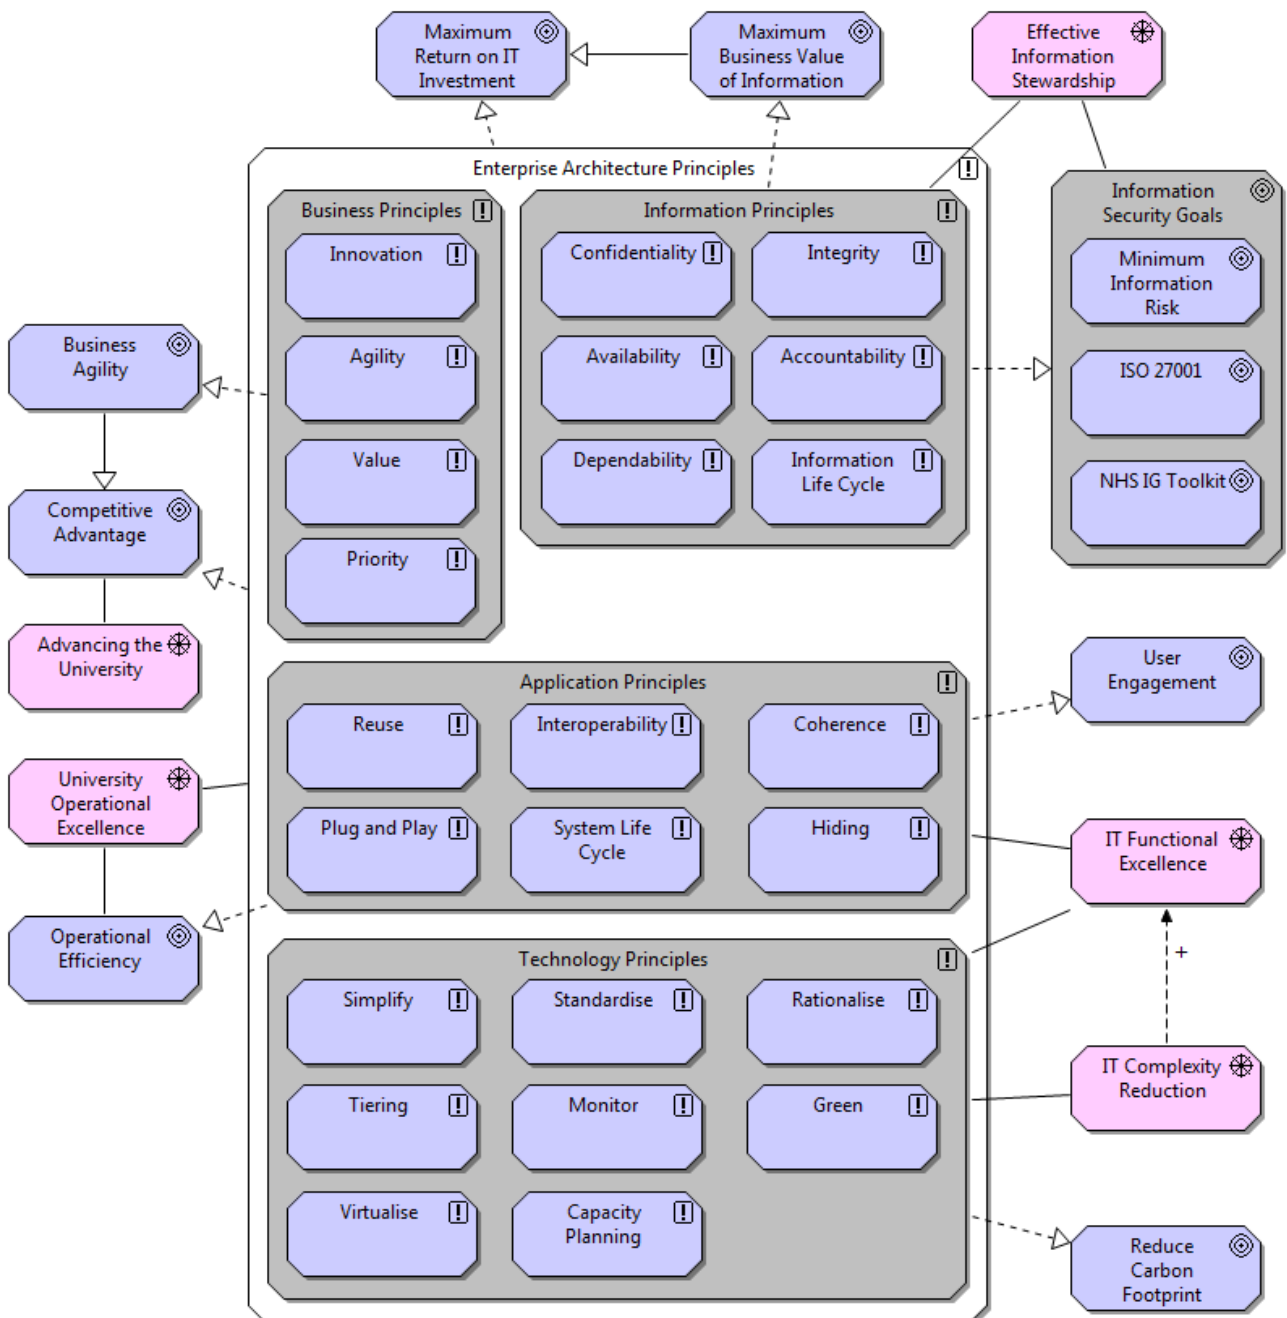 Maximum
Return on IT
Investment
Maximum
Business Value
of Information
Effective
Information
Stewardship
Enterprise Architecture Principles
Business Principles
Innovation
Agility
Value
Priority
Information Principles
Confidentiality
Integrity
Availability
Accountability
Dependability
Information
Life Cycle
Information
Security Goals
Minimum
Information
Risk
ISO 27001
NHS IG Toolkit
Business
Agility
Competitive
Advantage
Advancing the
University
University
Operational
Excellence
Operational
Efficiency
Application Principles
Reuse
Interoperability
Coherence
Plug and Play
System Life
Cycle
Hiding
User
Engagement
IT Functional
Excellence
+
IT Complexity
Reduction
Technology Principles
Simplify
Standardise
Rationalise
Tiering
Monitor
Green
Virtualise
Capacity
Planning
Reduce
Carbon
Footprint